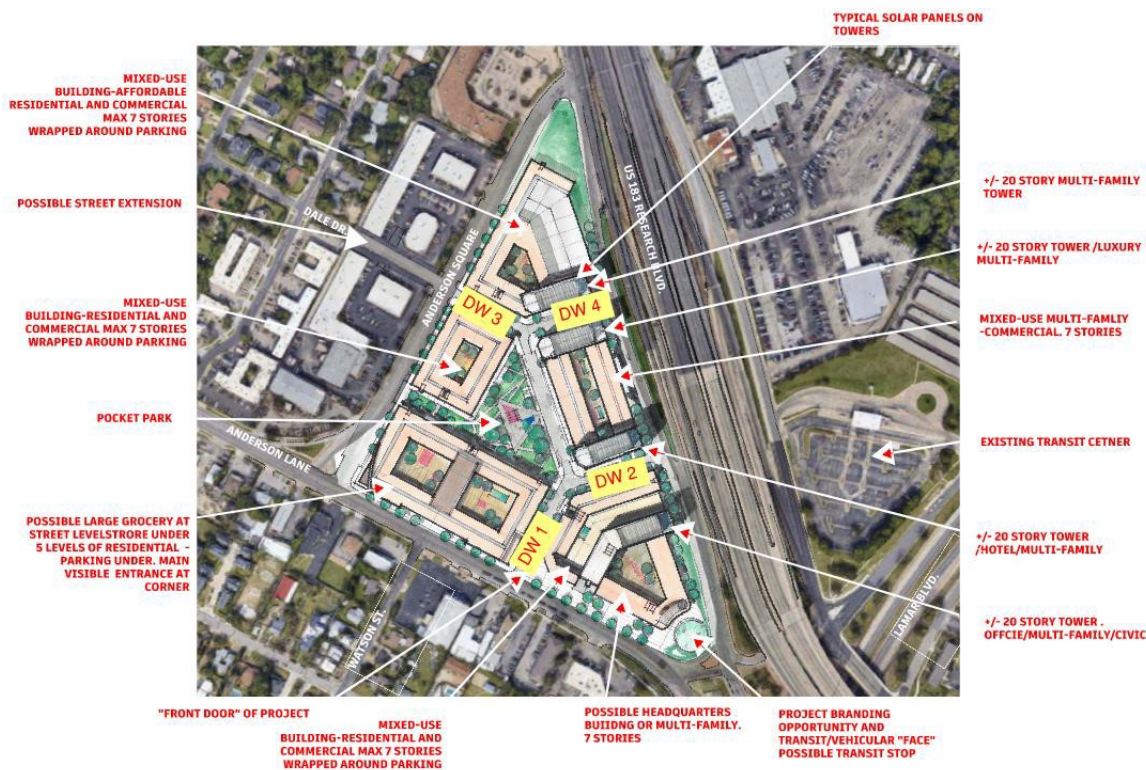 TYPICAL SOLAR PANELS ON
TOWERS
MIXED-USE
BUILDING-AFFORDABLE
RESIDENTIAL AND COMMERCIAL
MAX 7 STORIES
WRAPPED AROUND PARKING
+/- 20 STORY MULTI-FAMILY
TOWER
POSSIBLE STREET EXTENSION
DALE DR.
ANDERSON SQUARE
US 183 RESEARCH BLVD.
+/- 20 STORY TOWER /LUXURY
MULTI-FAMILY
MIXED-USE
BUILDING-RESIDENTIAL AND
COMMERCIAL MAX 7 STORIES
WRAPPED AROUND PARKING
DW 3
DW 4
MIXED-USE MULTI-FAMLIY
-COMMERCIAL. 7 STORIES
POCKET PARK
ANDERSON LANE
EXISTING TRANSIT CETNER
DW 2
POSSIBLE LARGE GROCERY AT
STREET LEVELSTRORE UNDER
5 LEVELS OF RESIDENTIAL -
PARKING UNDER. MAIN
VISIBLE ENTRANCE AT
CORNER
DW 1
+/- 20 STORY TOWER
/HOTEL/MULTI-FAMILY
WATSON ST.
LAMAR BLVD.
+/- 20 STORY TOWER .
OFFCIE/MULTI-FAMILY/CIVIC
"FRONT DOOR" OF PROJECT
MIXED-USE
BUILDING-RESIDENTIAL AND
COMMERCIAL MAX 7 STORIES
WRAPPED AROUND PARKING
POSSIBLE HEADQUARTERS
BUIIDNG OR MULTI-FAMILY.
7 STORIES
PROJECT BRANDING
OPPORTUNITY AND
TRANSIT/VEHICULAR "FACE"
POSSIBLE TRANSIT STOP